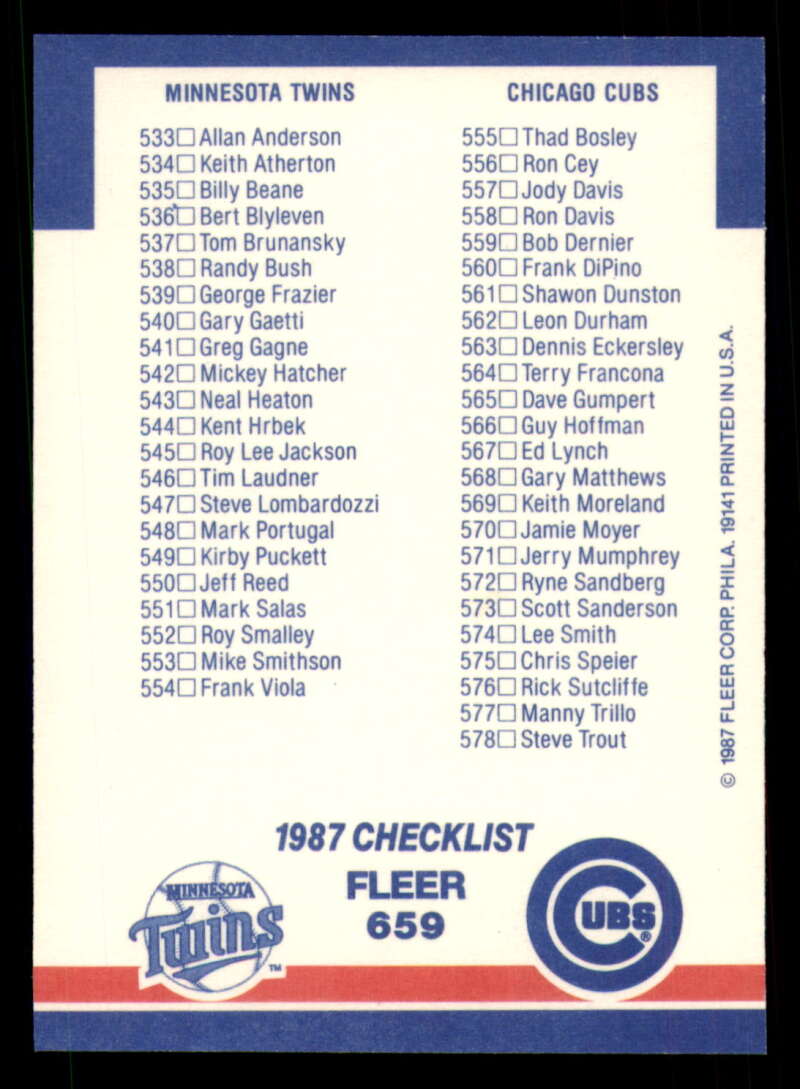 MINNESOTA TWINS
533☐Allan Anderson
534☐Keith Atherton
535☐Billy Beane
536☐Bert Blyleven
537☐Tom Brunansky
538☐Randy Bush
539☐George Frazier
540☐Gary Gaetti
541☐Greg Gagne
542☐Mickey Hatcher
543☐Neal Heaton
544☐Kent Hrbek
545☐Roy Lee Jackson
546☐Tim Laudner
547☐Steve Lombardozzi
548☐Mark Portugal
549☐Kirby Puckett
550☐Jeff Reed
551☐Mark Salas
552☐Roy Smalley
553☐Mike Smithson
554☐Frank Viola
CHICAGO CUBS
555☐Thad Bosley
556☐Ron Cey
557☐Jody Davis
558☐Ron Davis
559☐Bob Dernier
560☐Frank DiPino
561☐Shawon Dunston
562☐Leon Durham
563☐Dennis Eckersley
564☐Terry Francona
565☐Dave Gumpert
566☐Guy Hoffman
567☐Ed Lynch
568☐Gary Matthews
569☐Keith Moreland
570☐Jamie Moyer
571☐Jerry Mumphrey
572☐Ryne Sandberg
573☐Scott Sanderson
574☐Lee Smith
575☐Chris Speier
576☐Rick Sutcliffe
577☐Manny Trillo
578☐Steve Trout
© 1987 FLEER CORP. PHILA. 19141 PRINTED IN U.S.A.
1987 CHECKLIST
FLEER
659
MINNESOTA
Twins
™
CUBS
®